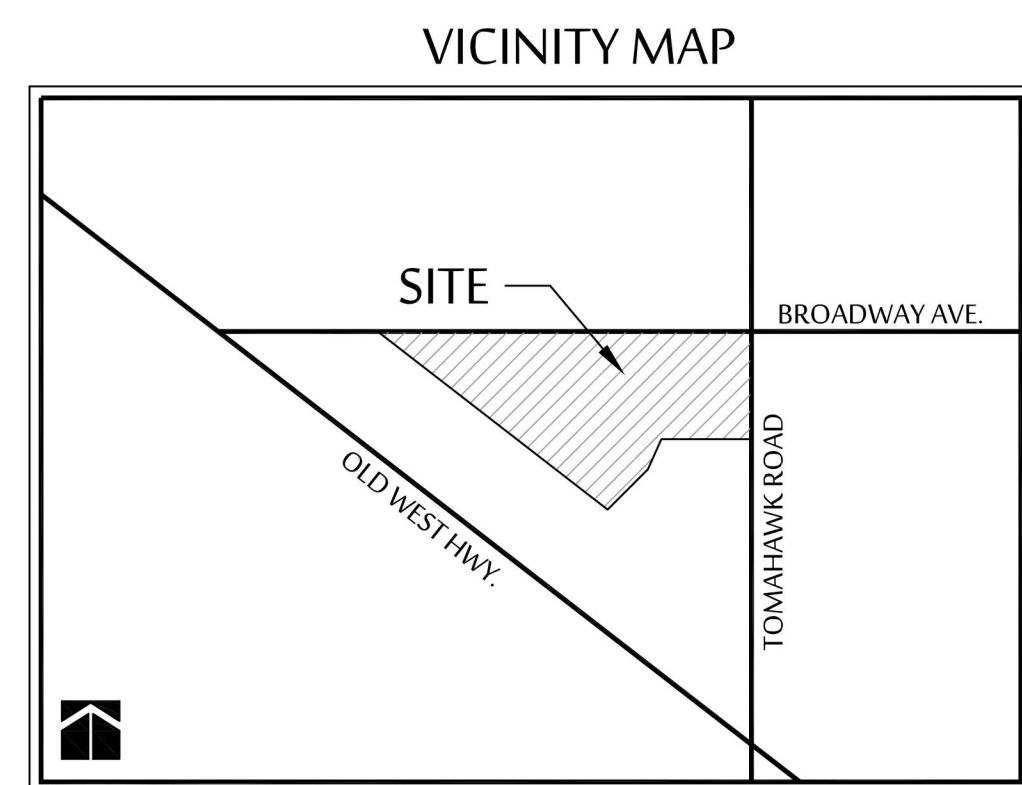 VICINITY MAP
SITE
BROADWAY AVE.
OLD WEST HWY.
TOMAHAWK ROAD